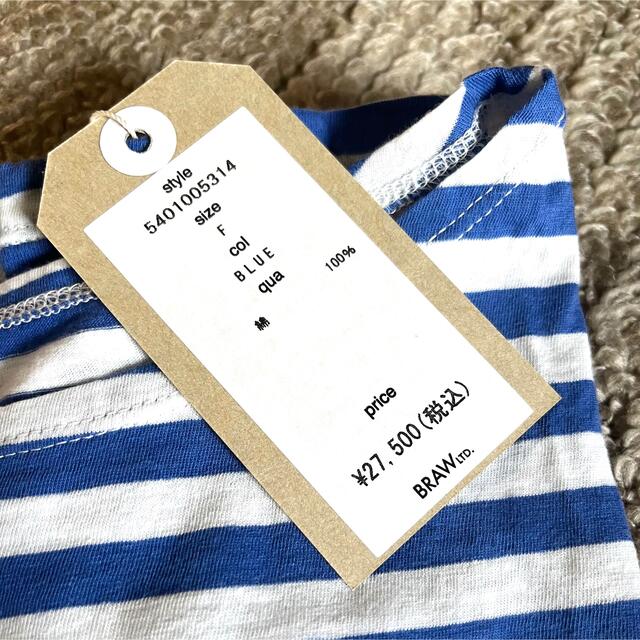 style
5401005314
size
F
col
BLUE
qua
綿 100%
price
¥27,500(税込)
BRAW LTD.